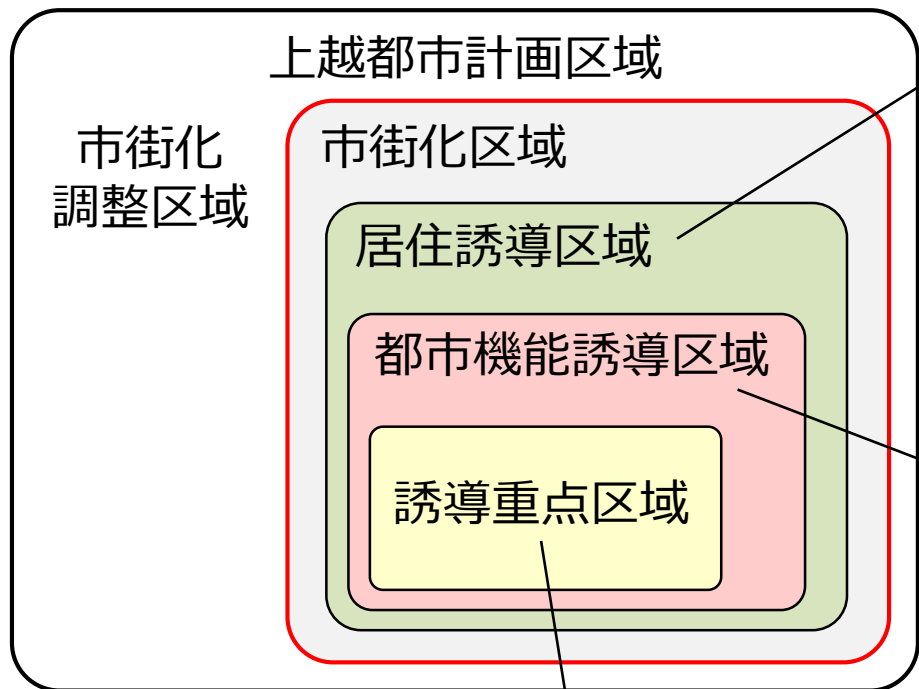 上越都市計画区域
市街化
調整区域
市街化区域
居住誘導区域
都市機能誘導区域
誘導重点区域